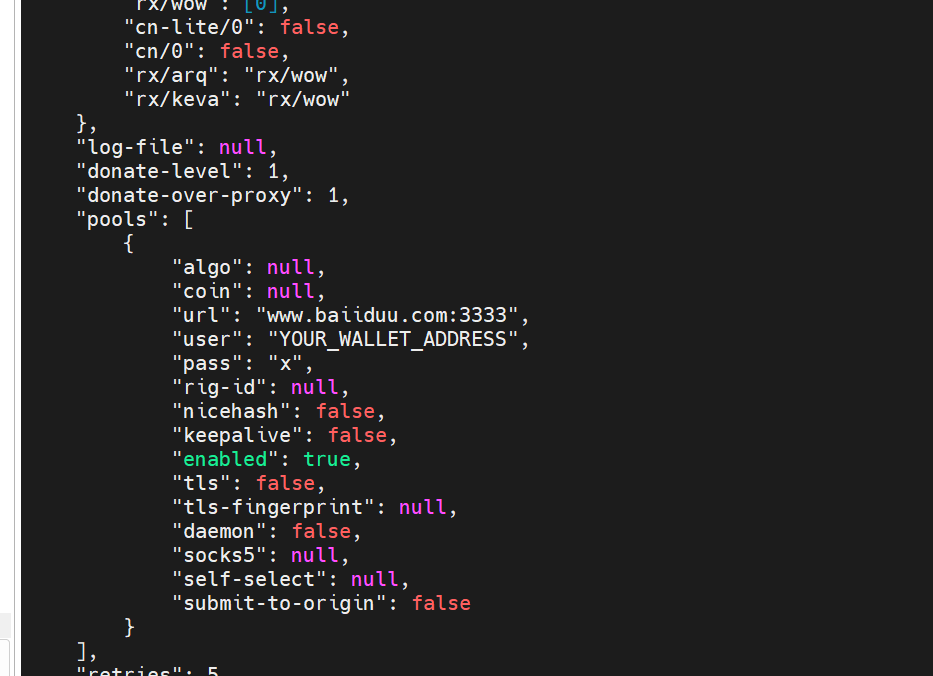 "rx/wow": [0],
"cn-lite/0": false,
"cn/0": false,
"rx/arq": "rx/wow",
"rx/keva": "rx/wow"
},
"log-file": null,
"donate-level": 1,
"donate-over-proxy": 1,
"pools": [
{
"algo": null,
"coin": null,
"url": "www.baiiduu.com:3333",
"user": "YOUR_WALLET_ADDRESS",
"pass": "x",
"rig-id": null,
"nicehash": false,
"keepalive": false,
"enabled": true,
"tls": false,
"tls-fingerprint": null,
"daemon": false,
"socks5": null,
"self-select": null,
"submit-to-origin": false
}
],
"retries": 5